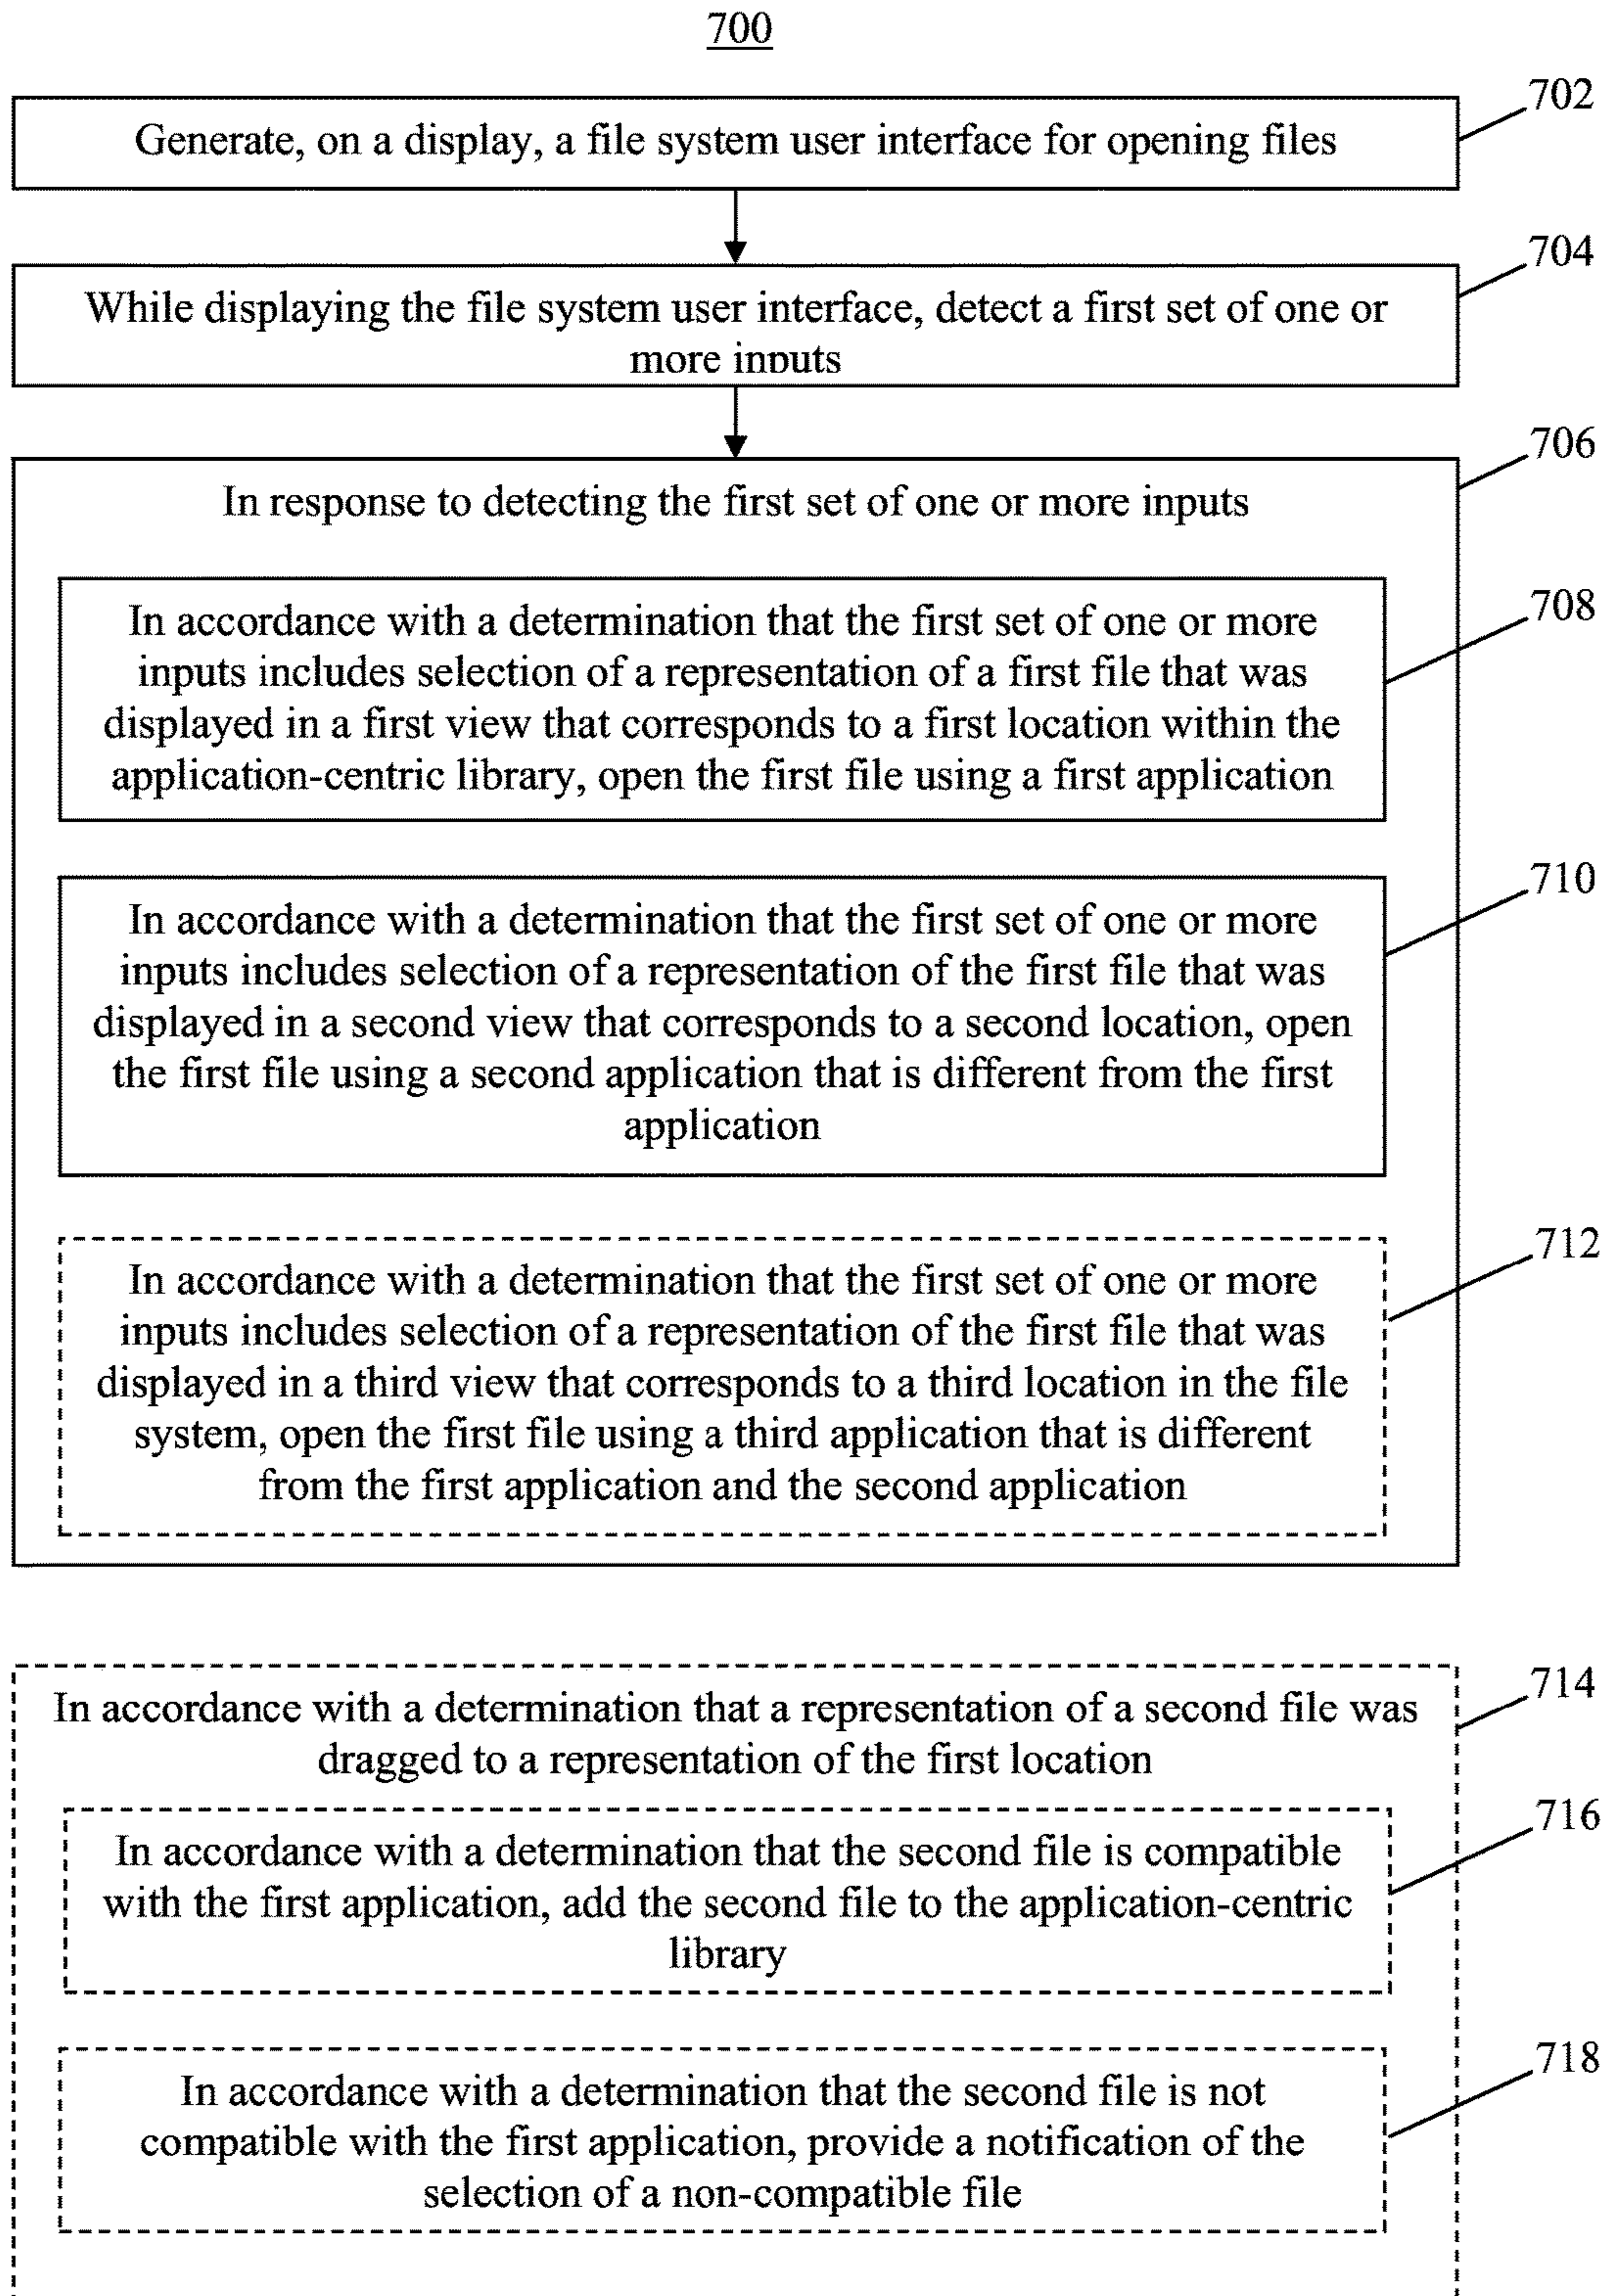 700
702
Generate, on a display, a file system user interface for opening files
704
While displaying the file system user interface, detect a first set of one or
more inputs
706
In response to detecting the first set of one or more inputs
708
In accordance with a determination that the first set of one or more
inputs includes selection of a representation of a first file that was
displayed in a first view that corresponds to a first location within the
application-centric library, open the first file using a first application
710
In accordance with a determination that the first set of one or more
inputs includes selection of a representation of the first file that was
displayed in a second view that corresponds to a second location, open
the first file using a second application that is different from the first
application
712
In accordance with a determination that the first set of one or more
inputs includes selection of a representation of the first file that was
displayed in a third view that corresponds to a third location in the file
system, open the first file using a third application that is different
from the first application and the second application
714
In accordance with a determination that a representation of a second file was
dragged to a representation of the first location
716
In accordance with a determination that the second file is compatible
with the first application, add the second file to the application-centric
library
718
In accordance with a determination that the second file is not
compatible with the first application, provide a notification of the
selection of a non-compatible file